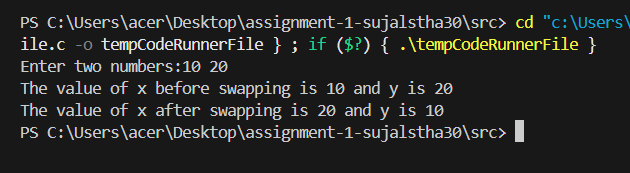 PS C:\Users\acer\Desktop\assignment-1-sujalstha30\src> cd "c:\Users\
ile.c -o tempCodeRunnerFile } ; if ($?) { .\tempCodeRunnerFile }
Enter two numbers:10 20
The value of x before swapping is 10 and y is 20
The value of x after swapping is 20 and y is 10
PS C:\Users\acer\Desktop\assignment-1-sujalstha30\src>